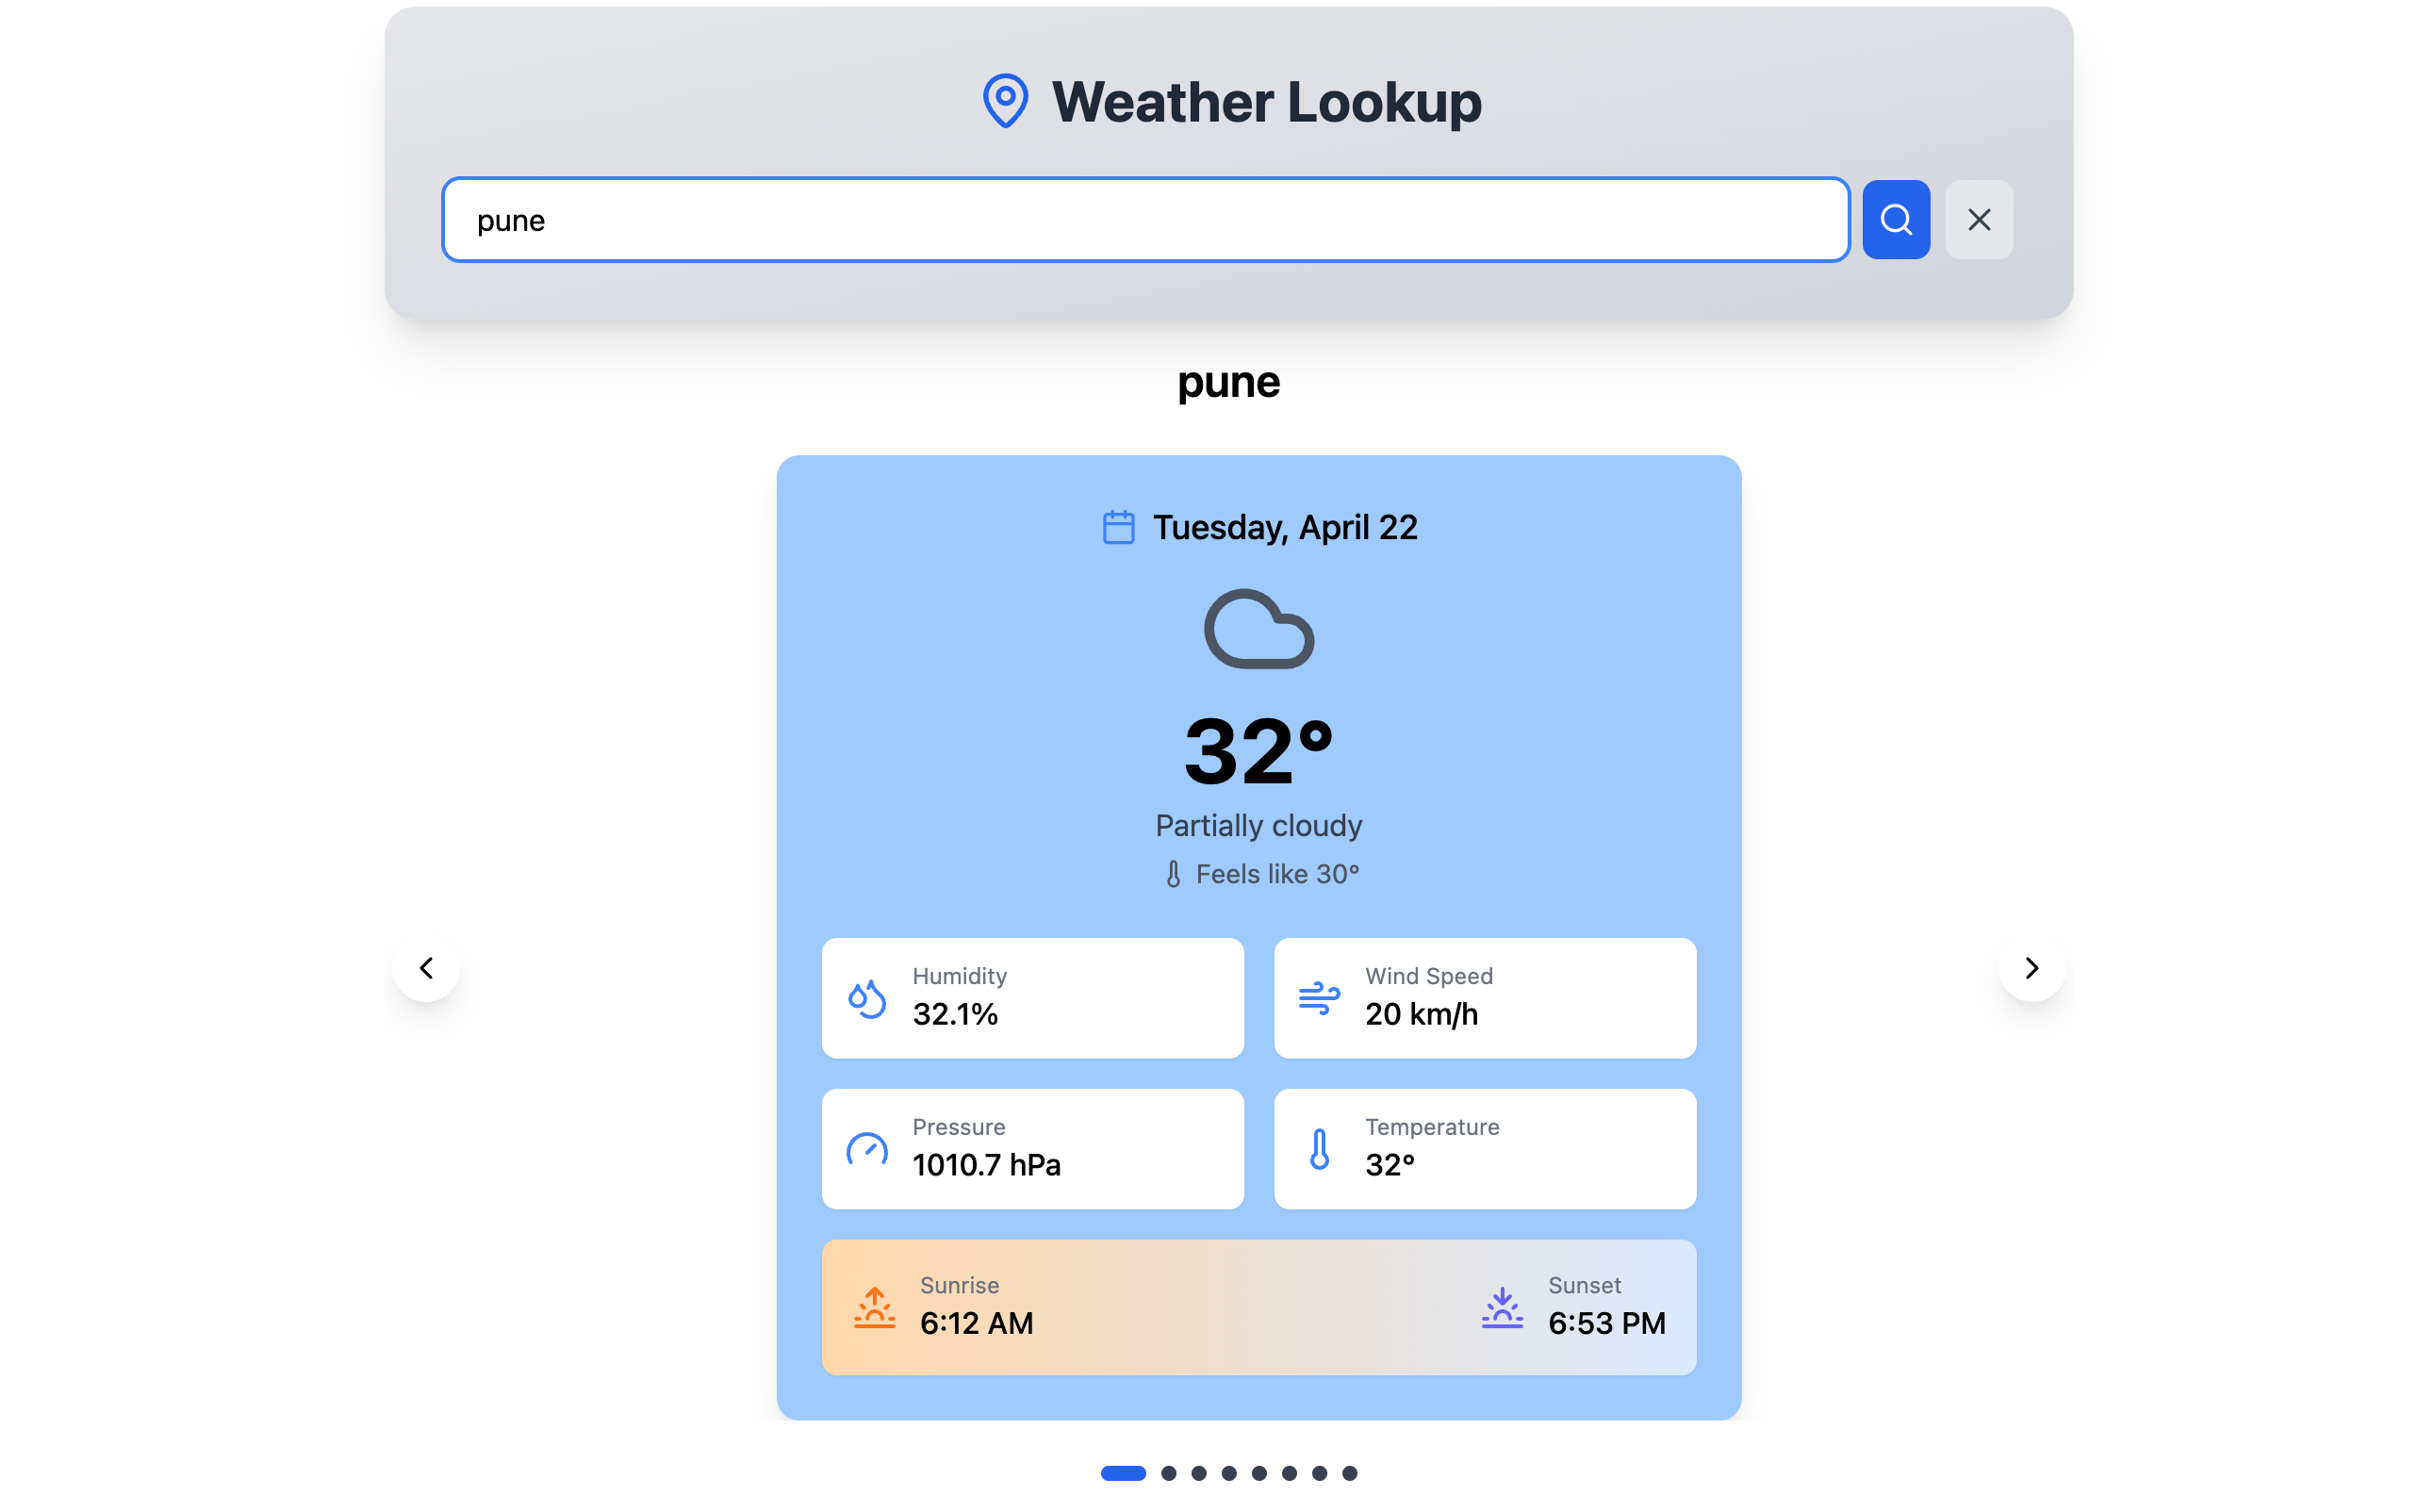 Weather Lookup
pune
pune
Tuesday, April 22
32°
Partially cloudy
Feels like 30°
Humidity
32.1%
Wind Speed
20 km/h
Pressure
1010.7 hPa
Temperature
32°
Sunrise
6:12 AM
Sunset
6:53 PM